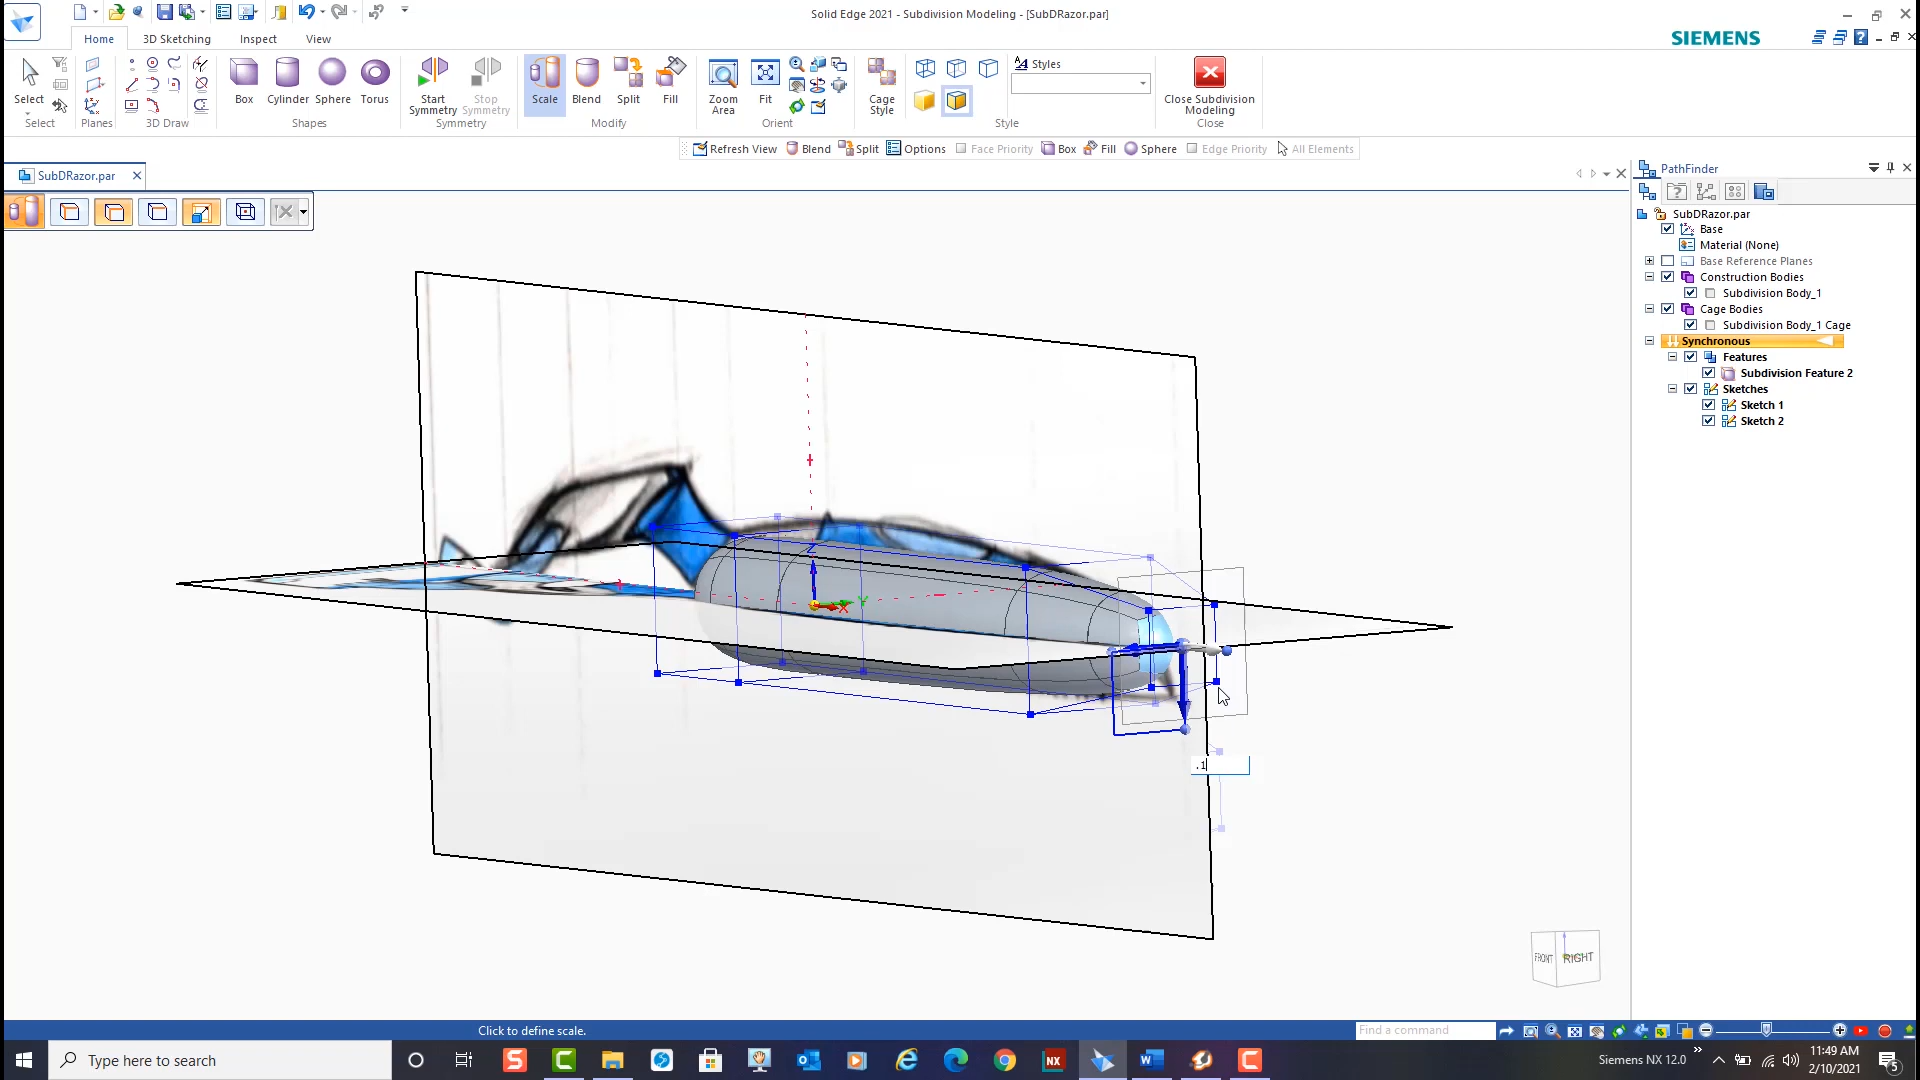 Solid Edge 2021 - Subdivision Modeling - [SubDRazor.par]
Home 3D Sketching Inspect View
SIEMENS
Select
Box Cylinder Sphere Torus
Start Symmetry
Stop Symmetry
Scale Blend Split Fill
Zoom Area
Fit
Cage Style
Styles
Close Subdivision Modeling
Select Planes 3D Draw Shapes Symmetry Modify Orient Style Close
Refresh View Blend Split Options Face Priority Box Fill Sphere Edge Priority All Elements
SubDRazor.par
PathFinder
SubDRazor.par
Base
Material (None)
Base Reference Planes
Construction Bodies
Subdivision Body_1
Cage Bodies
Subdivision Body_1 Cage
Synchronous
Features
Subdivision Feature 2
Sketches
Sketch 1
Sketch 2
Z
Y
X
.1
FRONT RIGHT
Click to define scale.
Find a command
Type here to search
NX
Siemens NX 12.0
11:49 AM
2/10/2021
5